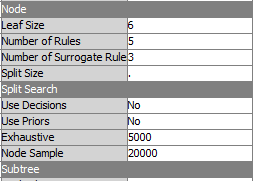 Node
Leaf Size 6
Number of Rules 5
Number of Surrogate Rule 3
Split Size .
Split Search
Use Decisions No
Use Priors No
Exhaustive 5000
Node Sample 20000
Subtree